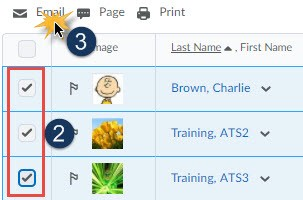 Email Page Print
3
Image Last Name , First Name
Brown, Charlie
2 Training, ATS2
Training, ATS3